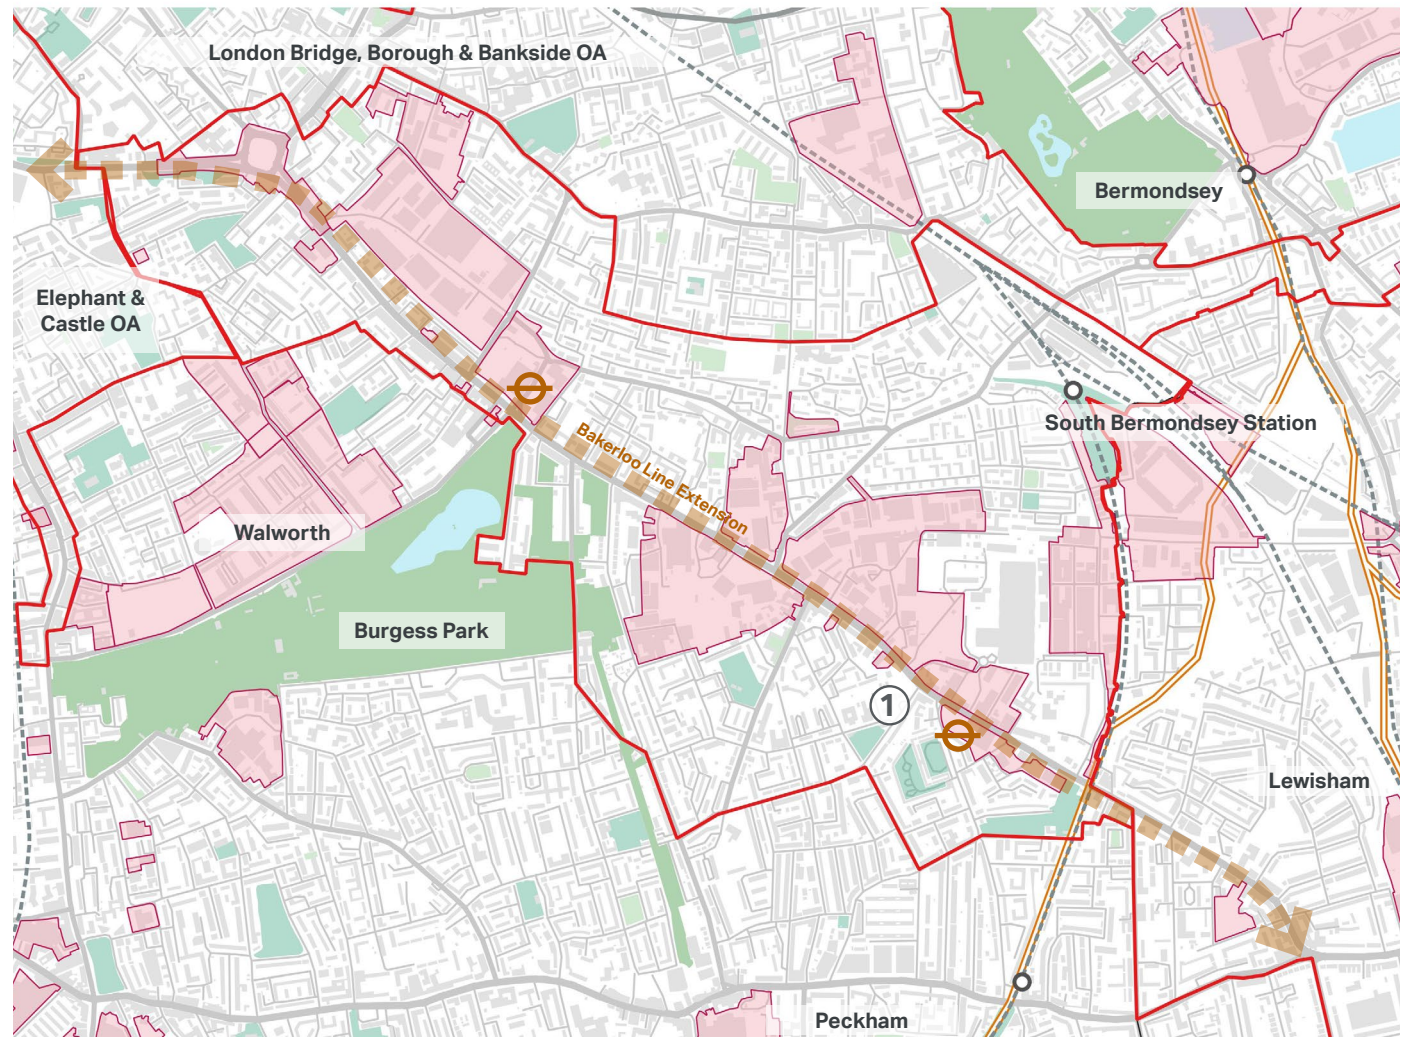 London Bridge, Borough & Bankside OA
Bermondsey
Elephant &
Castle OA
South Bermondsey Station
Bakerloo Line Extension
Walworth
Burgess Park
1
Lewisham
Peckham